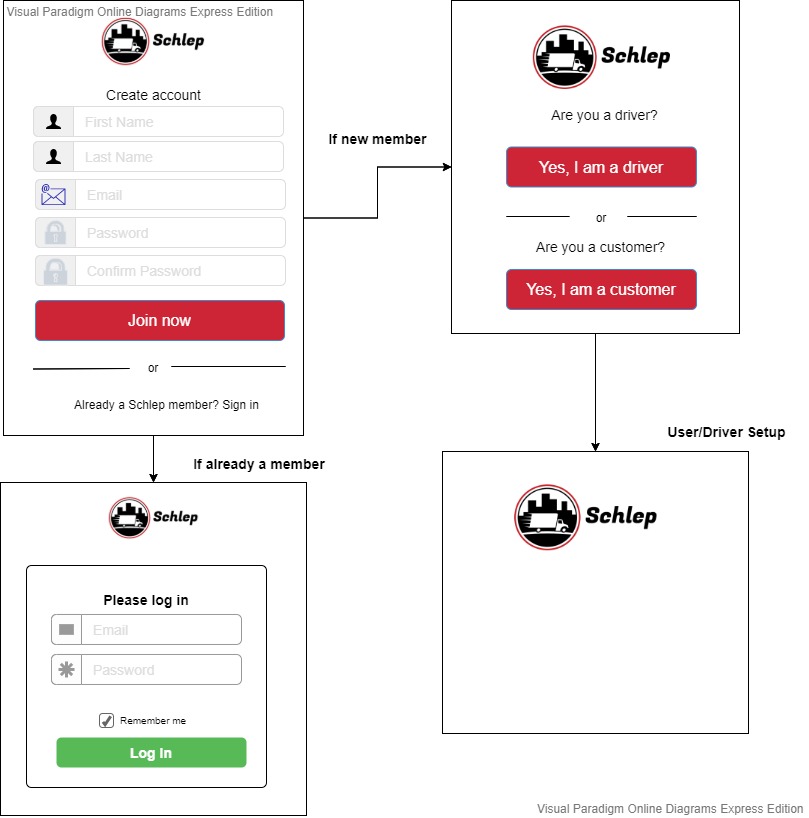 Visual Paradigm Online Diagrams Express Edition
Schlep
Create account
First Name
Last Name
Email
Password
Confirm Password
Join now
or
Already a Schlep member? Sign in
If new member
Schlep
Are you a driver?
Yes, I am a driver
or
Are you a customer?
Yes, I am a customer
If already a member
Schlep
Please log in
Email
Password
Remember me
Log In
User/Driver Setup
Schlep
Visual Paradigm Online Diagrams Express Edition